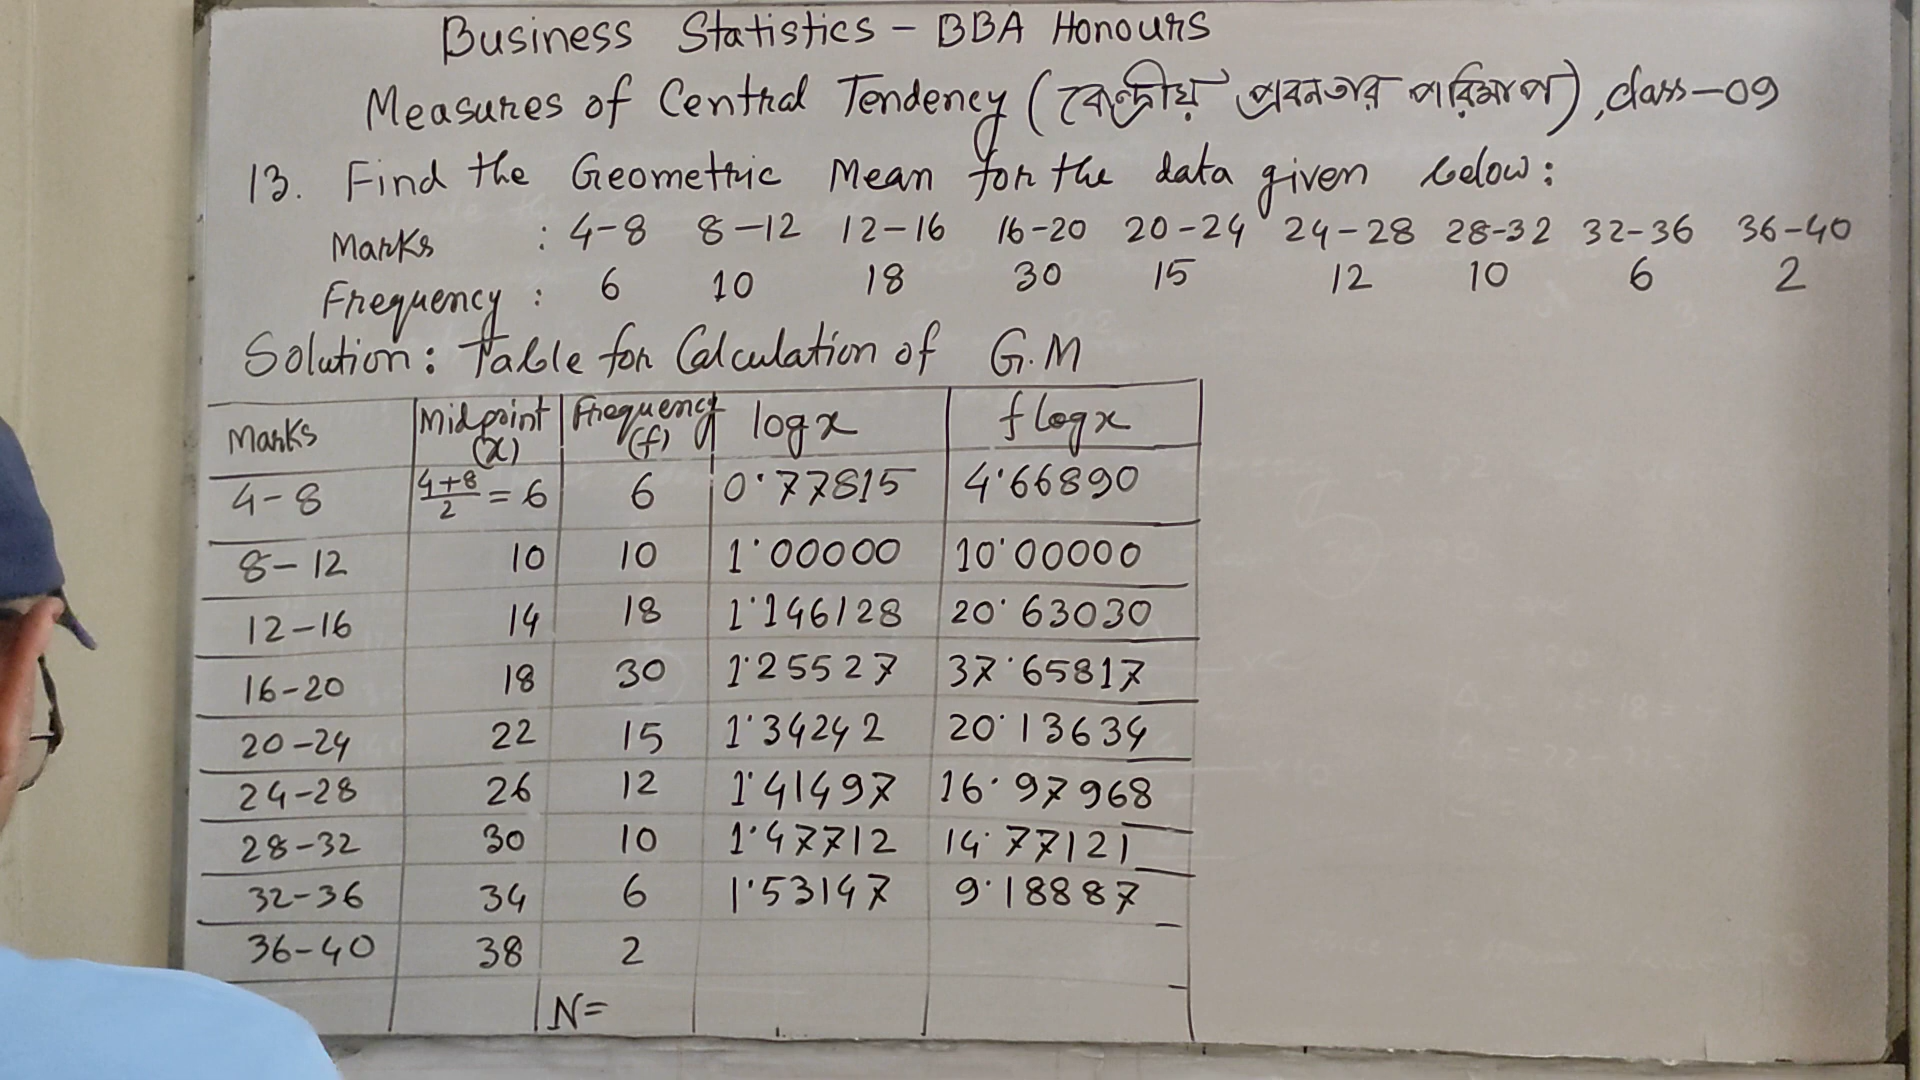 Business Statistics - BBA Honours
Measures of Central Tendency (কেন্দ্রীয় প্রবনতার পরিমাপ), class-09
13. Find the Geometric Mean for the data given below:
Marks : 4-8 8-12 12-16 16-20 20-24 24-28 28-32 32-36 36-40
Frequency : 6 10 18 30 15 12 10 6 2
Solution: Table for Calculation of G.M
Marks Midpoint (x) Frequency (f) log x f log x
4-8 4+8/2 = 6 6 0.77815 4.66890
8-12 10 10 1.00000 10.00000
12-16 14 18 1.146128 20.63030
16-20 18 30 1.25527 37.65817
20-24 22 15 1.34242 20.13634
24-28 26 12 1.41497 16.97968
28-32 30 10 1.47712 14.77121
32-36 34 6 1.53147 9.18887
36-40 38 2
N=